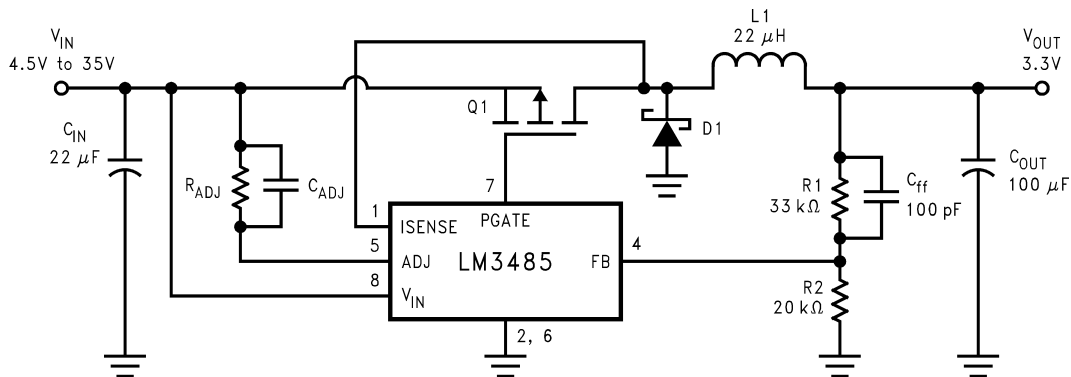 V_IN
4.5V to 35V
C_IN
22 μF
R_ADJ
C_ADJ
Q1
L1
22 μH
D1
V_OUT
3.3V
7
PGATE
1
ISENSE
5
ADJ
8
V_IN
LM3485
FB
4
2, 6
R1
33 kΩ
C_ff
100 pF
R2
20 kΩ
C_OUT
100 μF